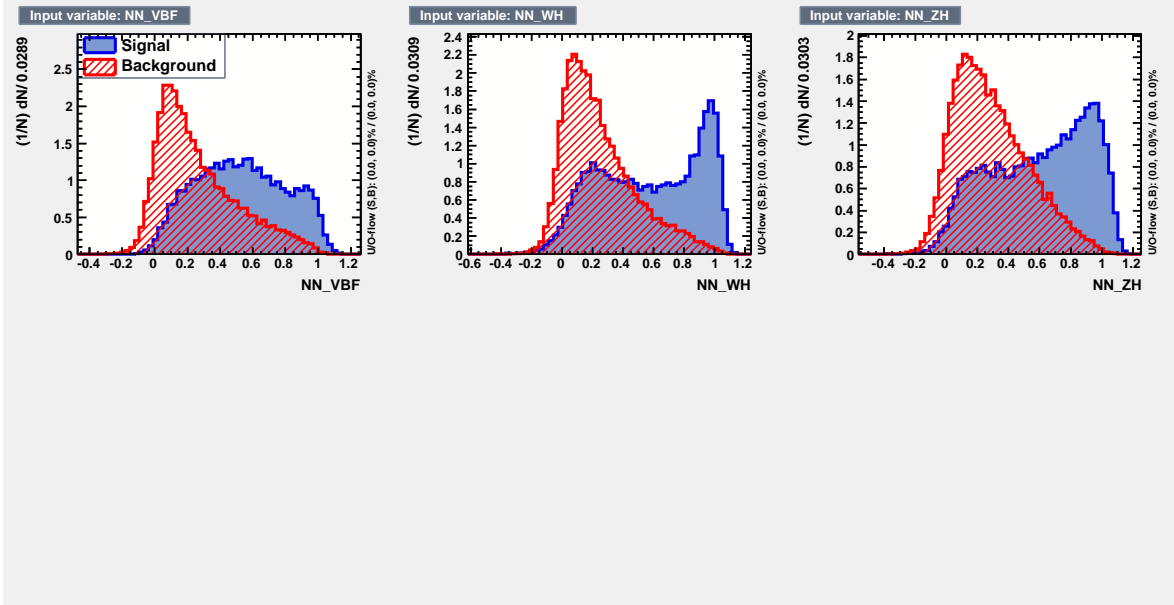 Input variable: NN_VBF
(1/N) dN/ 0.0289
Signal
Background
2.5
2
1.5
1
0.5
0
-0.4 -0.2 0 0.2 0.4 0.6 0.8 1 1.2
NN_VBF
U/O-flow (S,B): (0.0, 0.0)% / (0.0, 0.0)%
Input variable: NN_WH
(1/N) dN/ 0.0309
2.4
2.2
2
1.8
1.6
1.4
1.2
1
0.8
0.6
0.4
0.2
0
-0.6 -0.4 -0.2 0 0.2 0.4 0.6 0.8 1 1.2
NN_WH
U/O-flow (S,B): (0.0, 0.0)% / (0.0, 0.0)%
Input variable: NN_ZH
(1/N) dN/ 0.0303
2
1.8
1.6
1.4
1.2
1
0.8
0.6
0.4
0.2
0
-0.4 -0.2 0 0.2 0.4 0.6 0.8 1 1.2
NN_ZH
U/O-flow (S,B): (0.0, 0.0)% / (0.0, 0.0)%